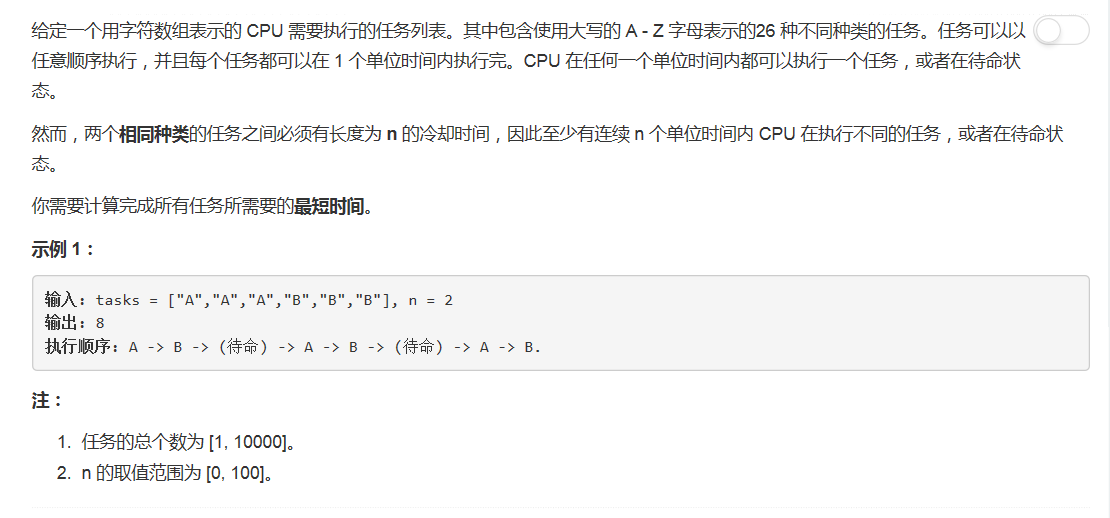 给定一个用字符数组表示的 CPU 需要执行的任务列表。其中包含使用大写的 A - Z 字母表示的26 种不同种类的任务。任务可以以
任意顺序执行，并且每个任务都可以在 1 个单位时间内执行完。CPU 在任何一个单位时间内都可以执行一个任务，或者在待命状
态。
然而，两个相同种类的任务之间必须有长度为 n 的冷却时间，因此至少有连续 n 个单位时间内 CPU 在执行不同的任务，或者在待命状
态。
你需要计算完成所有任务所需要的最短时间。
示例 1：
输入: tasks = ["A","A","A","B","B","B"], n = 2
输出: 8
执行顺序: A -> B -> (待命) -> A -> B -> (待命) -> A -> B.
注：
1. 任务的总个数为 [1, 10000]。
2. n 的取值范围为 [0, 100]。